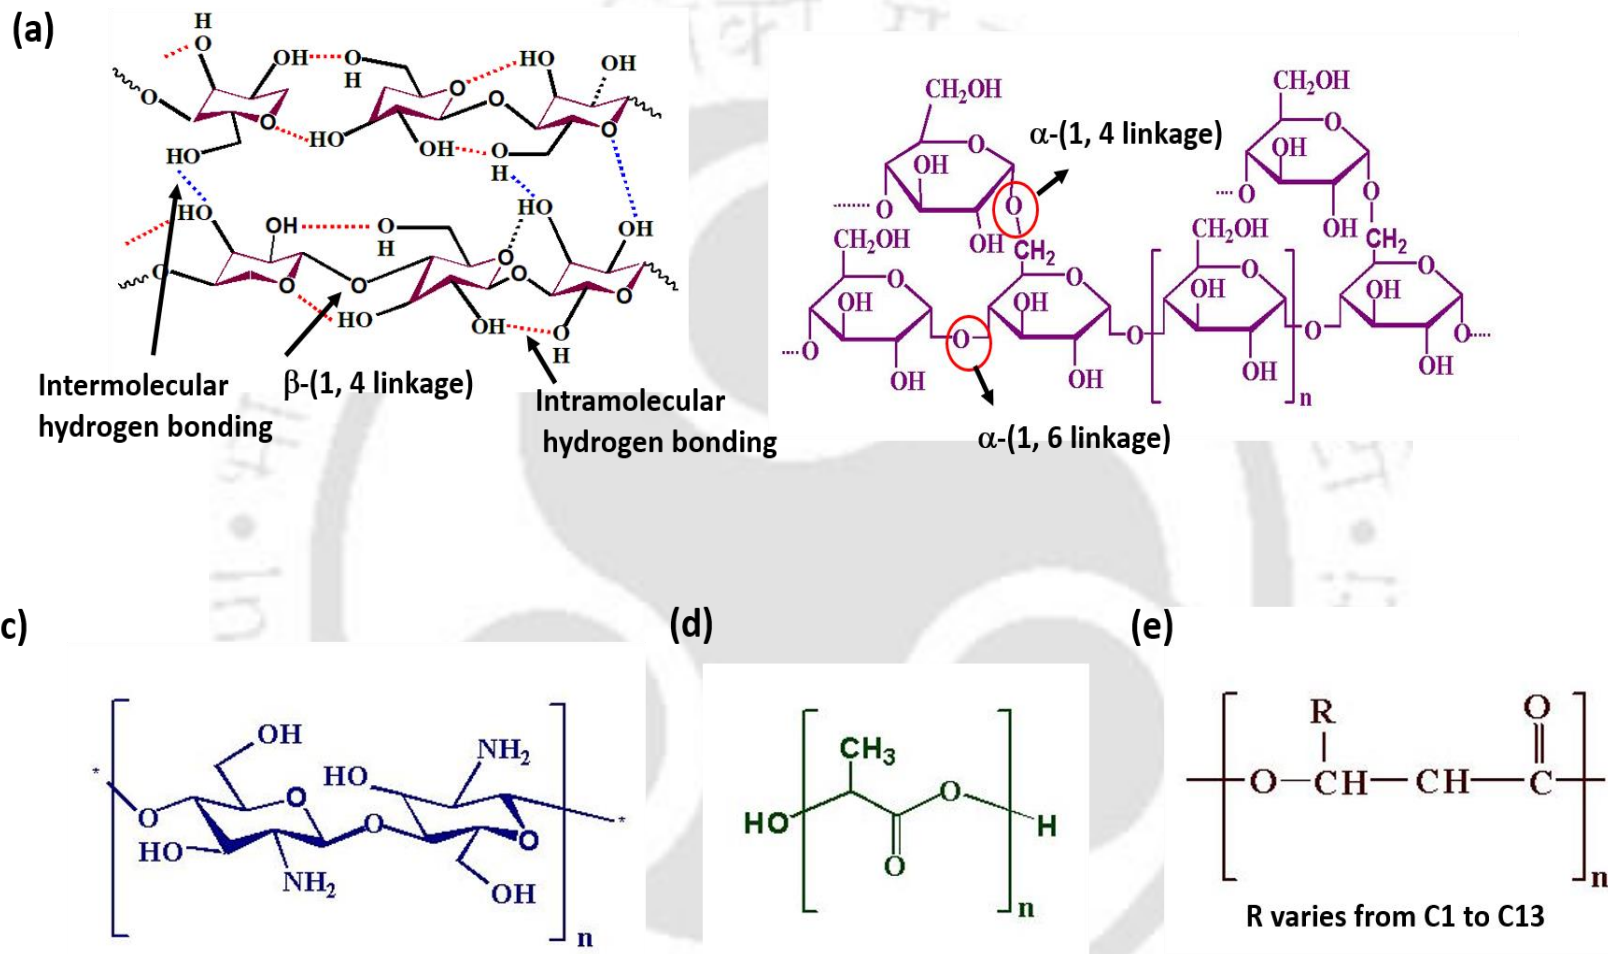 (a)
H
O
OH
O
H
HO
OH
O
O
O
O
O
HO
OH
O
H
HO
HO
HO
OH
OH
O
H
O
O
O
O
O
HO
OH
O
H
Intermolecular
hydrogen bonding
β-(1, 4 linkage)
Intramolecular
hydrogen bonding
CH₂OH
O
OH
O
OH
O
α-(1, 4 linkage)
CH₂OH
O
OH
O
OH
O
CH₂OH
O
OH
O
OH
O
CH₂
O
OH
OH
O
CH₂OH
O
OH
OH
n
O
CH₂
O
OH
OH
O
α-(1, 6 linkage)
c)
OH
O
HO
NH₂
O
HO
NH₂
O
O
OH
* *
n
(d)
CH₃
HO
O
O
H
n
(e)
R
O
O CH CH C
n
R varies from C1 to C13